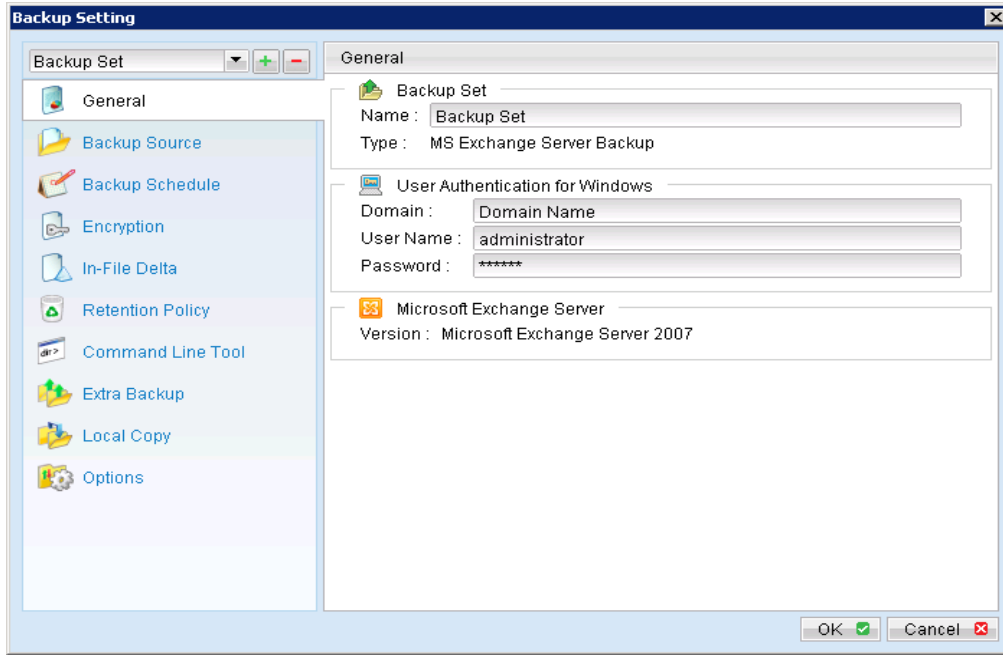 Backup Setting
Backup Set
General
Backup Source
Backup Schedule
Encryption
In-File Delta
Retention Policy
Command Line Tool
Extra Backup
Local Copy
Options
General
Backup Set
Name : Backup Set
Type : MS Exchange Server Backup
User Authentication for Windows
Domain : Domain Name
User Name : administrator
Password : ******
Microsoft Exchange Server
Version : Microsoft Exchange Server 2007
OK
Cancel